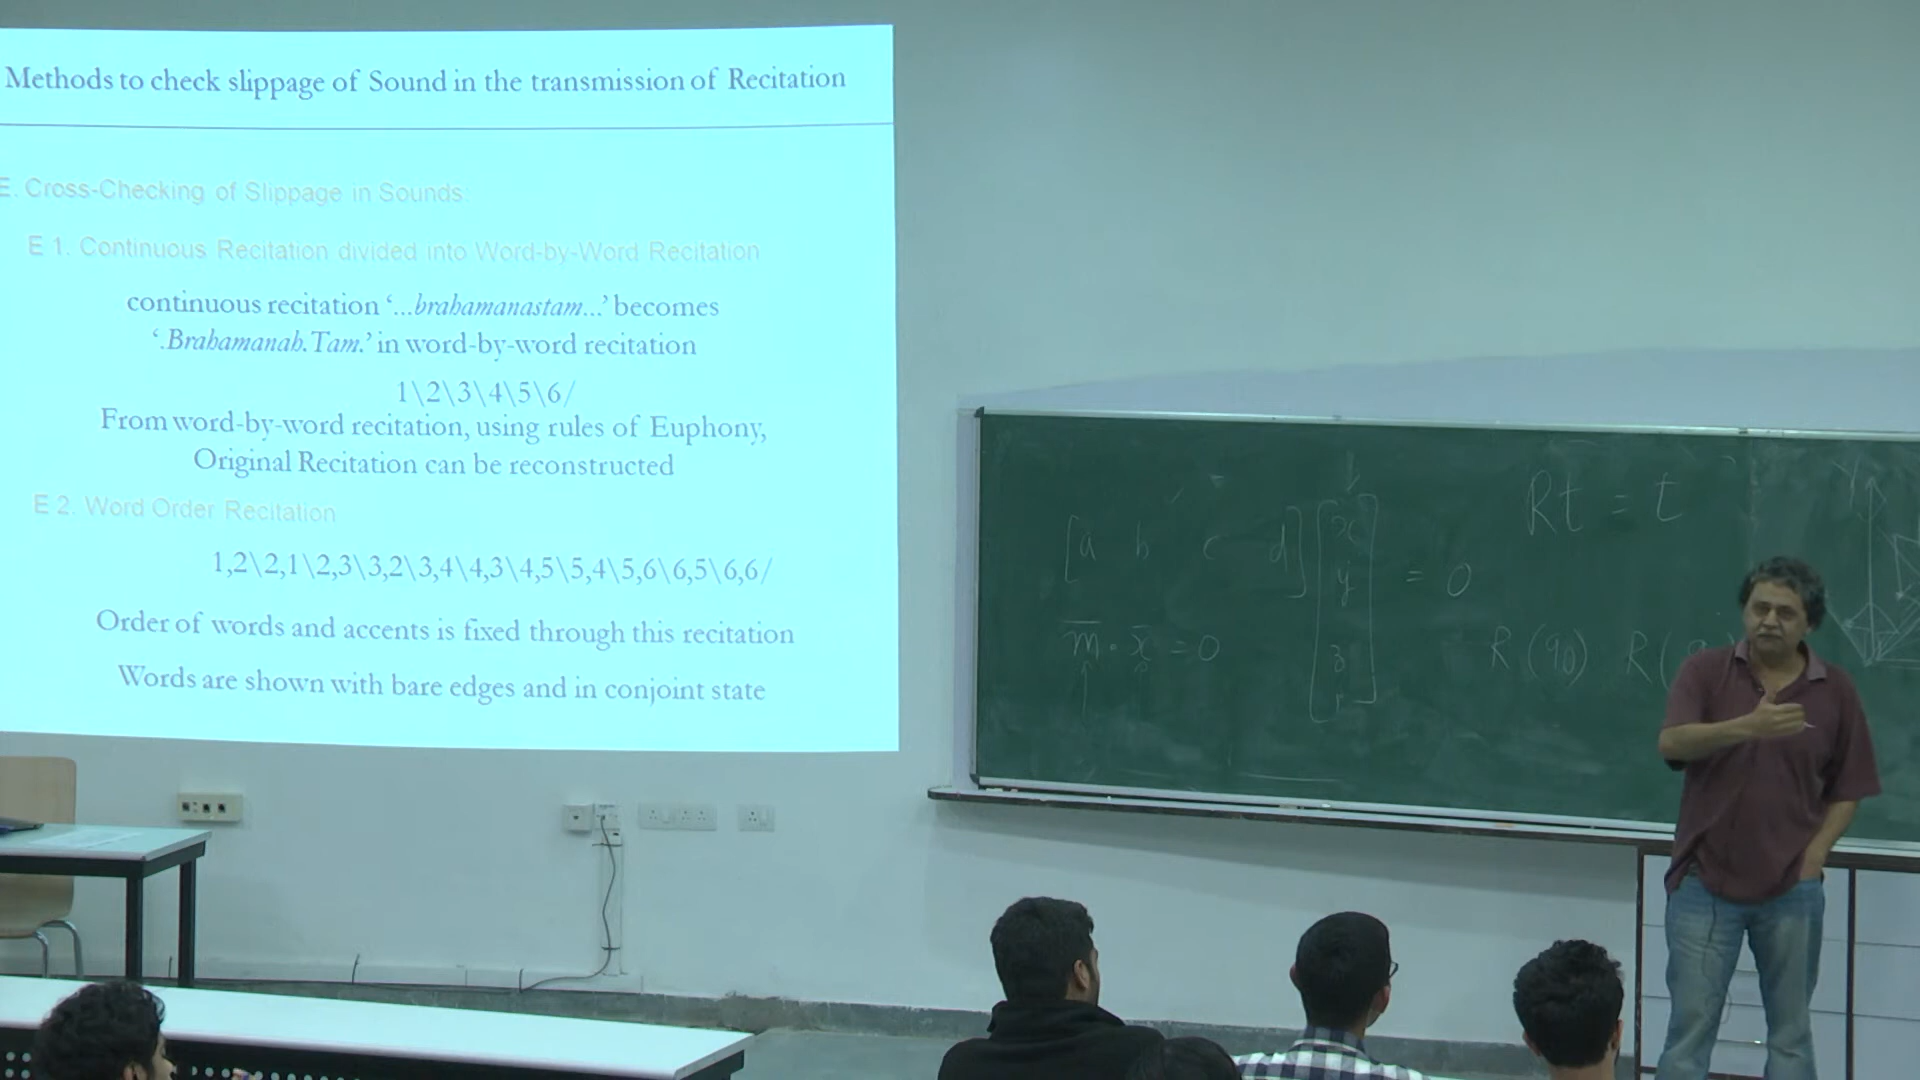 Methods to check slippage of Sound in the transmission of Recitation
E. Cross-Checking of Slippage in Sounds:
E 1. Continuous Recitation divided into Word-by-Word Recitation
continuous recitation ‘...brahamanastam...’ becomes
‘.Brahamanah.Tam.’ in word-by-word recitation
1\2\3\4\5\6/
From word-by-word recitation, using rules of Euphony,
Original Recitation can be reconstructed
E 2. Word Order Recitation
1,2\2,1\2,3\3,2\3,4\4,3\4,5\5,4\5,6\6,5\6,6/
Order of words and accents is fixed through this recitation
Words are shown with bare edges and in conjoint state
[a b c d] [x
y
3
1] = 0
m · x = 0
Rt = t
R (90) R (
Y